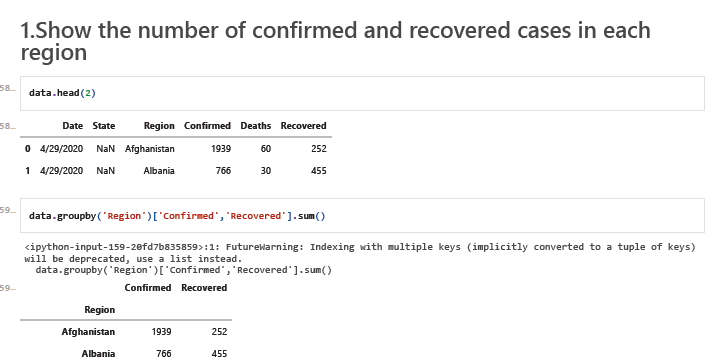 1.Show the number of confirmed and recovered cases in each
region
58...
data.head(2)
58...
Date State Region Confirmed Deaths Recovered
0 4/29/2020 NaN Afghanistan 1939 60 252
1 4/29/2020 NaN Albania 766 30 455
59...
data.groupby('Region')['Confirmed','Recovered'].sum()
<ipython-input-159-20fd7b835859>:1: FutureWarning: Indexing with multiple keys (implicitly converted to a tuple of keys)
will be deprecated, use a list instead.
data.groupby('Region')['Confirmed','Recovered'].sum()
59...
Confirmed Recovered
Region
Afghanistan 1939 252
Albania 766 455